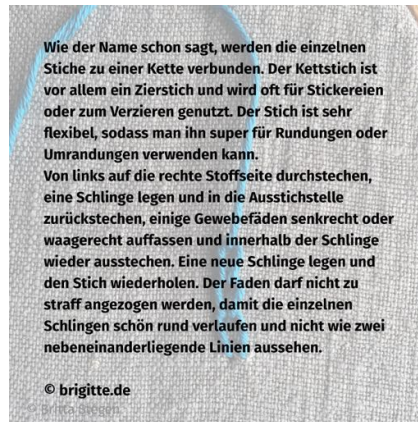 Wie der Name schon sagt, werden die einzelnen
Stiche zu einer Kette verbunden. Der Kettstich ist
vor allem ein Zierstich und wird oft für Stickereien
oder zum Verzieren genutzt. Der Stich ist sehr
flexibel, sodass man ihn super für Rundungen oder
Umrandungen verwenden kann.
Von links auf die rechte Stoffseite durchstechen,
eine Schlinge legen und in die Ausstichstelle
zurückstechen, einige Gewebefäden senkrecht oder
waagerecht auffassen und innerhalb der Schlinge
wieder ausstechen. Eine neue Schlinge legen und
den Stich wiederholen. Der Faden darf nicht zu
straff angezogen werden, damit die einzelnen
Schlingen schön rund verlaufen und nicht wie zwei
nebeneinanderliegende Linien aussehen.
© brigitte.de
© Britta Stegen